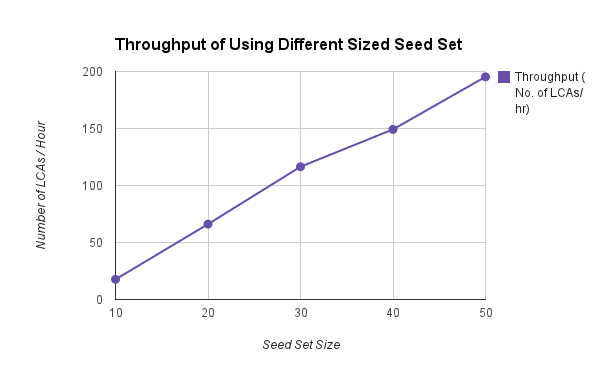 Throughput of Using Different Sized Seed Set
200
150
100
50
0
10 20 30 40 50
Number of LCAs / Hour
Seed Set Size
Throughput (
No. of LCAs/
hr)